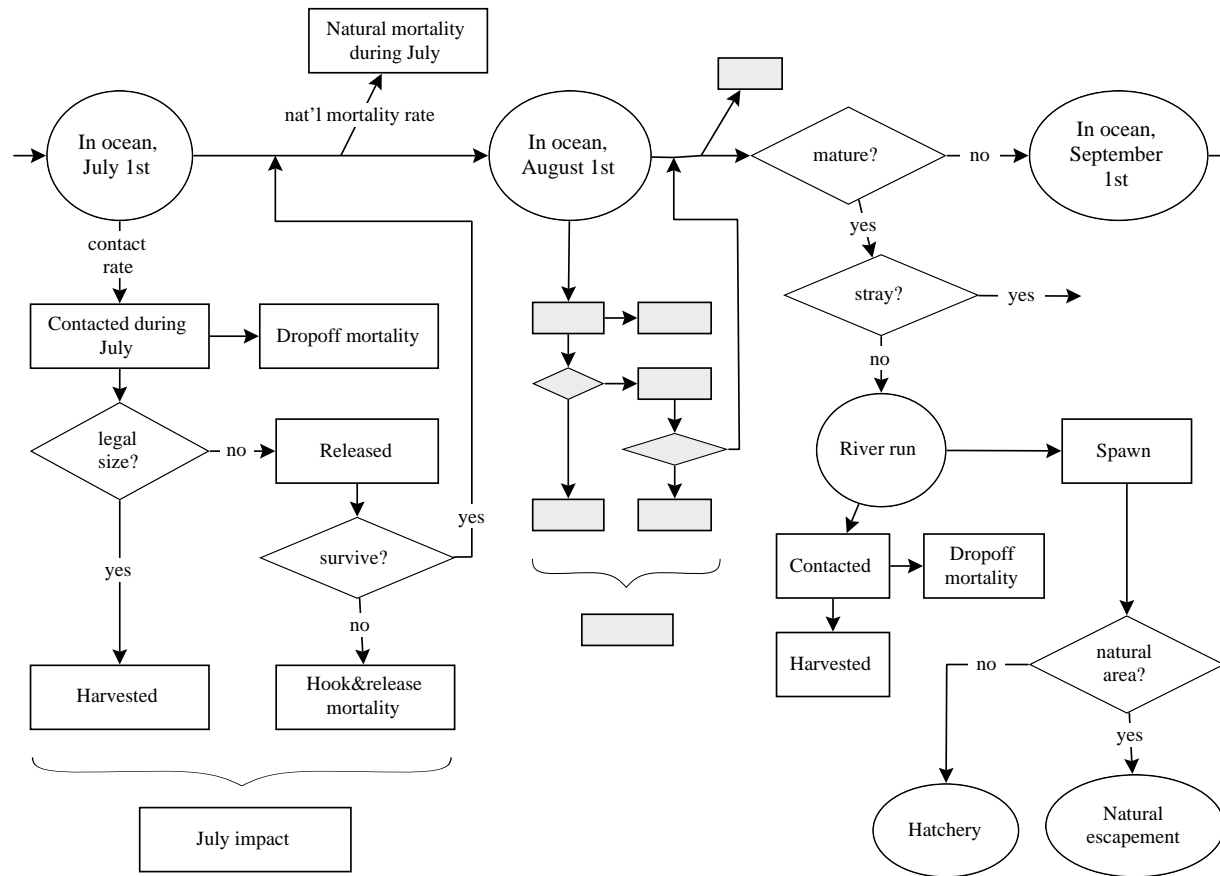 Natural mortality
during July
nat’l mortality rate
In ocean,
July 1st
In ocean,
August 1st
mature?
no
In ocean,
September
1st
contact
rate
yes
stray?
yes
Contacted during
July
Dropoff mortality
no
legal
size?
no
Released
River run
Spawn
yes
survive?
yes
Contacted
Dropoff
mortality
no
Harvested
no
natural
area?
Harvested
Hook&release
mortality
yes
July impact
Hatchery
Natural
escapement